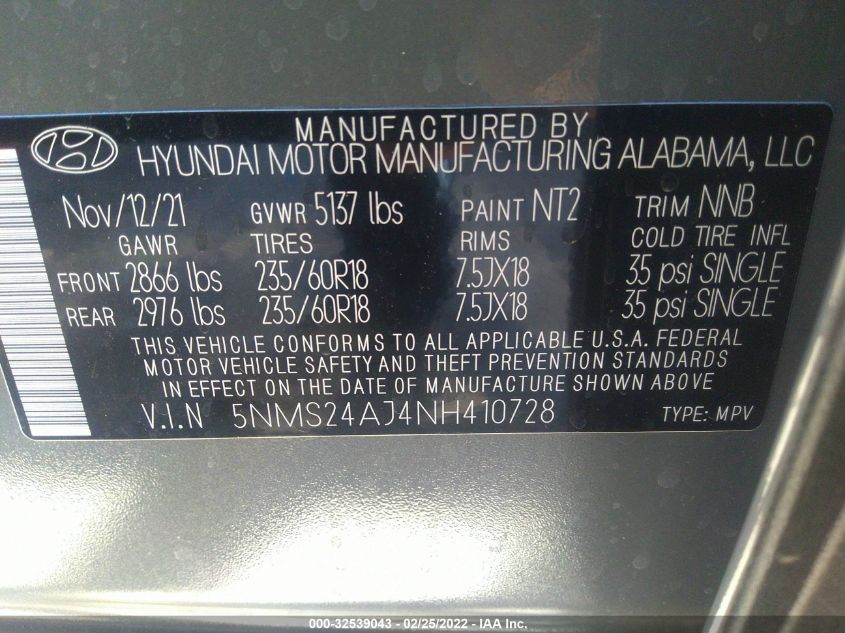 MANUFACTURED BY
HYUNDAI MOTOR MANUFACTURING ALABAMA, LLC
Nov/12/21 GVWR 5137 lbs PAINT NT2 TRIM NNB
GAWR TIRES RIMS COLD TIRE INFL
FRONT 2866 lbs 235/60R18 7.5JX18 35 psi SINGLE
REAR 2976 lbs 235/60R18 7.5JX18 35 psi SINGLE
THIS VEHICLE CONFORMS TO ALL APPLICABLE U.S.A. FEDERAL
MOTOR VEHICLE SAFETY AND THEFT PREVENTION STANDARDS
IN EFFECT ON THE DATE OF MANUFACTURE SHOWN ABOVE.
V.I.N 5NMS24AJ4NH410728 TYPE: MPV
000-32539043 - 02/25/2022 - IAA Inc.